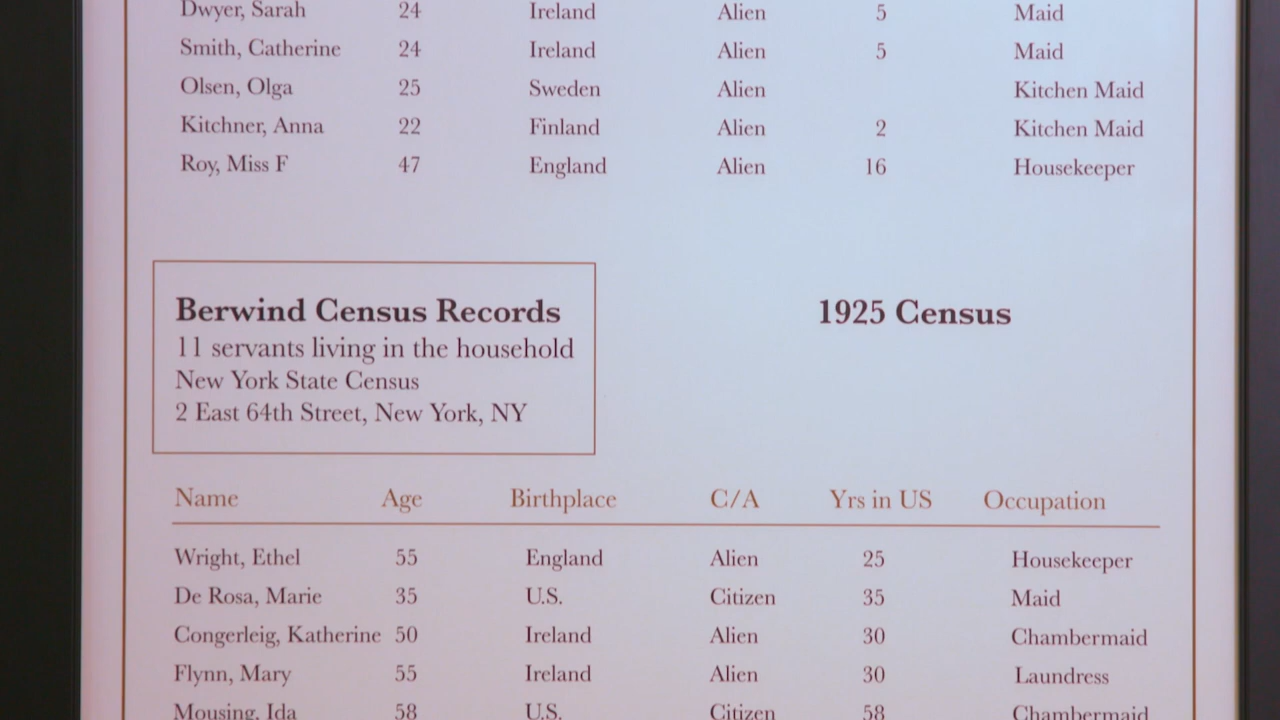 Dwyer, Sarah 24 Ireland Alien 5 Maid
Smith, Catherine 24 Ireland Alien 5 Maid
Olsen, Olga 25 Sweden Alien Kitchen Maid
Kitchner, Anna 22 Finland Alien 2 Kitchen Maid
Roy, Miss F 47 England Alien 16 Housekeeper
Berwind Census Records
11 servants living in the household
New York State Census
2 East 64th Street, New York, NY
1925 Census
Name Age Birthplace C/A Yrs in US Occupation
Wright, Ethel 55 England Alien 25 Housekeeper
De Rosa, Marie 35 U.S. Citizen 35 Maid
Congerleig, Katherine 50 Ireland Alien 30 Chambermaid
Flynn, Mary 55 Ireland Alien 30 Laundress
Mousing, Ida 58 U.S. Citizen 58 Chambermaid